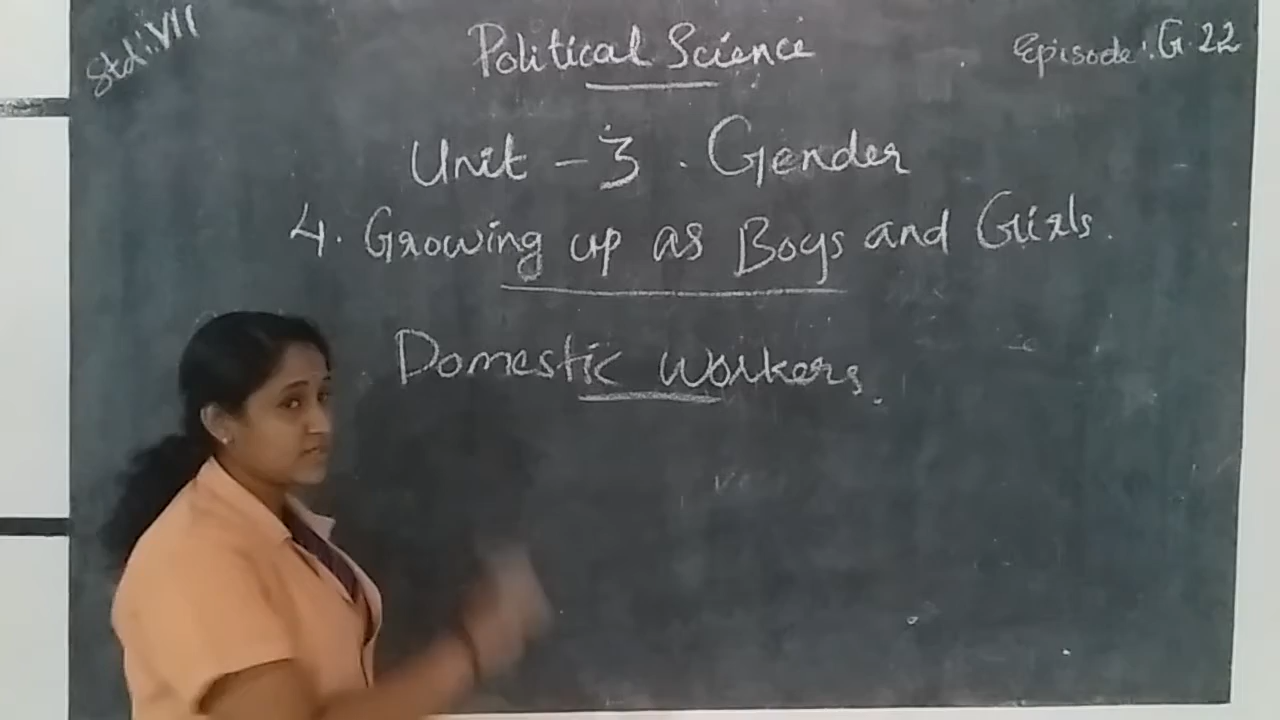 Std: VII
Political Science
Episode: G.22
Unit - 3. Gender
4. Growing up as Boys and Girls.
Domestic Workers.